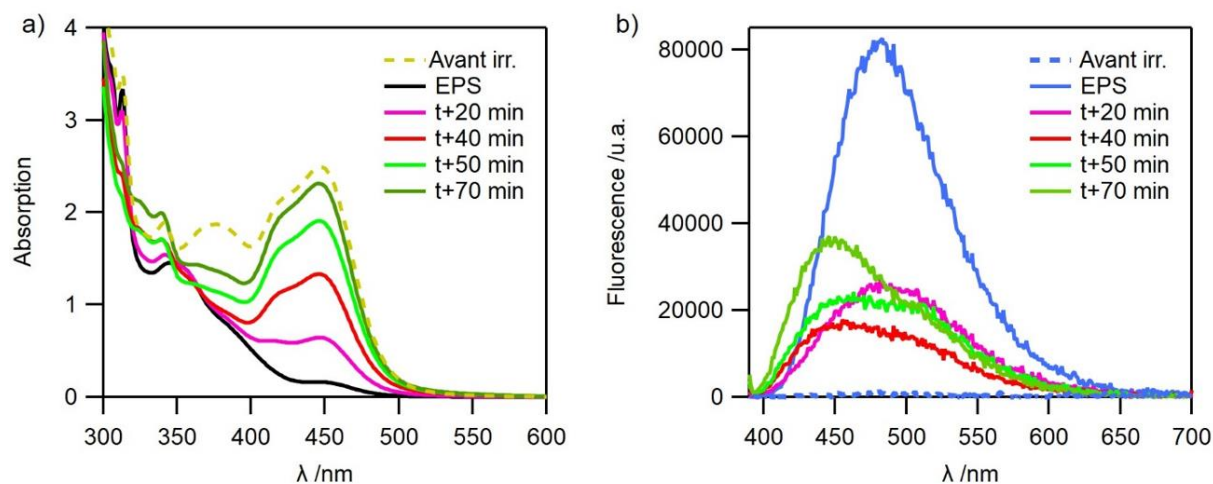 a)
4
3
2
1
0
Absorption
Avant irr.
EPS
t+20 min
t+40 min
t+50 min
t+70 min
300
350
400
450
500
550
600
λ /nm
b)
80000
60000
40000
20000
0
Fluorescence /u.a.
Avant irr.
EPS
t+20 min
t+40 min
t+50 min
t+70 min
400
450
500
550
600
650
700
λ /nm